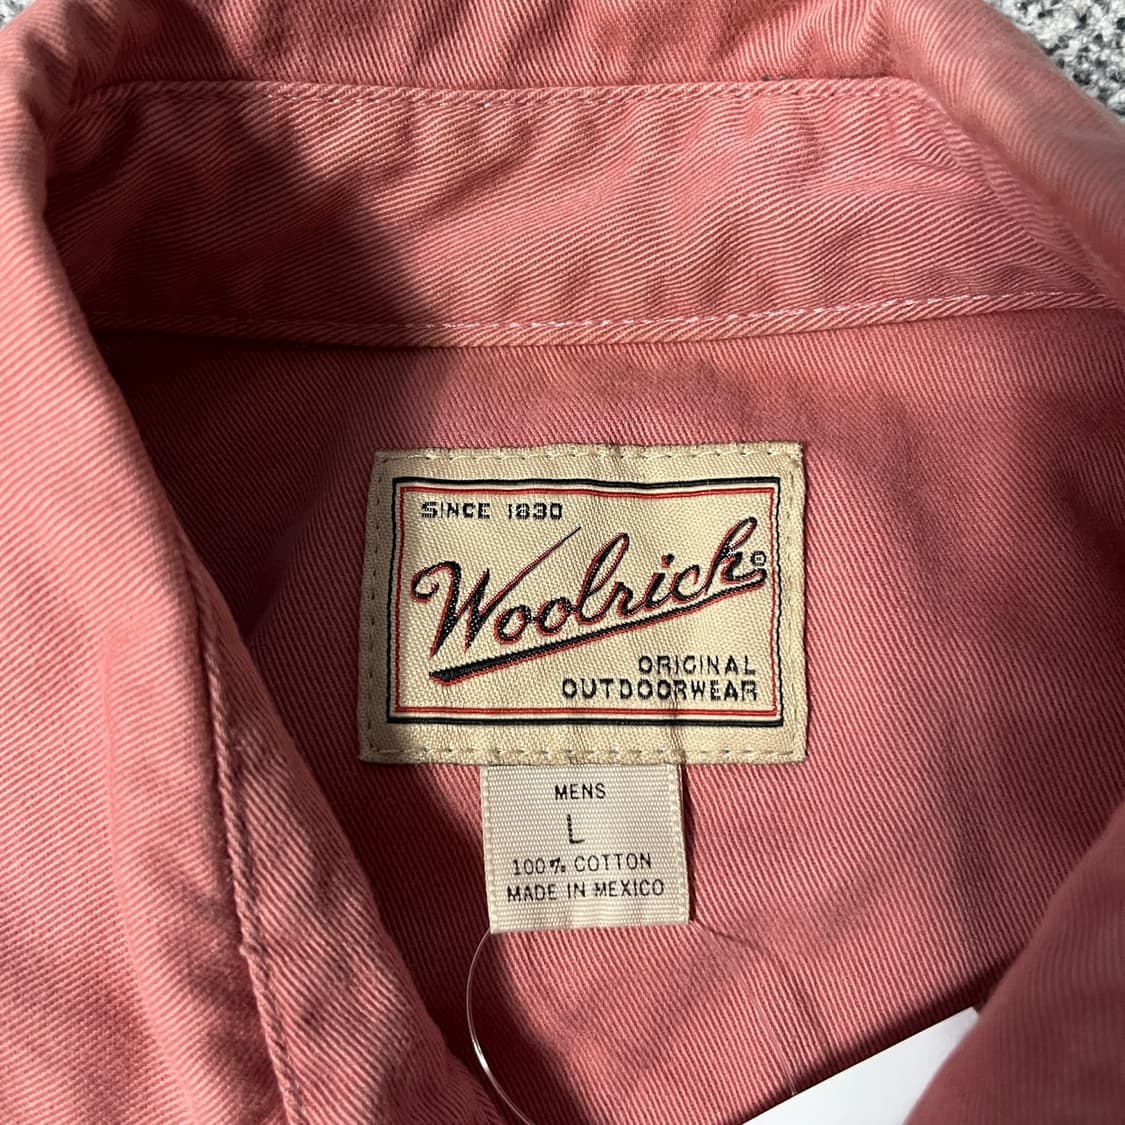 SINCE 1830
Woolrich®
ORIGINAL
OUTDOORWEAR
MENS
L
100% COTTON
MADE IN MEXICO